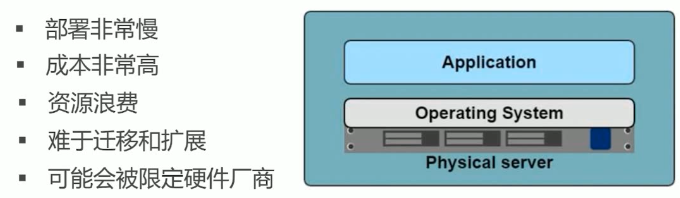 ▪ 部署非常慢
▪ 成本非常高
▪ 资源浪费
▪ 难于迁移和扩展
▪ 可能会被限定硬件厂商
Application
Operating System
Physical server